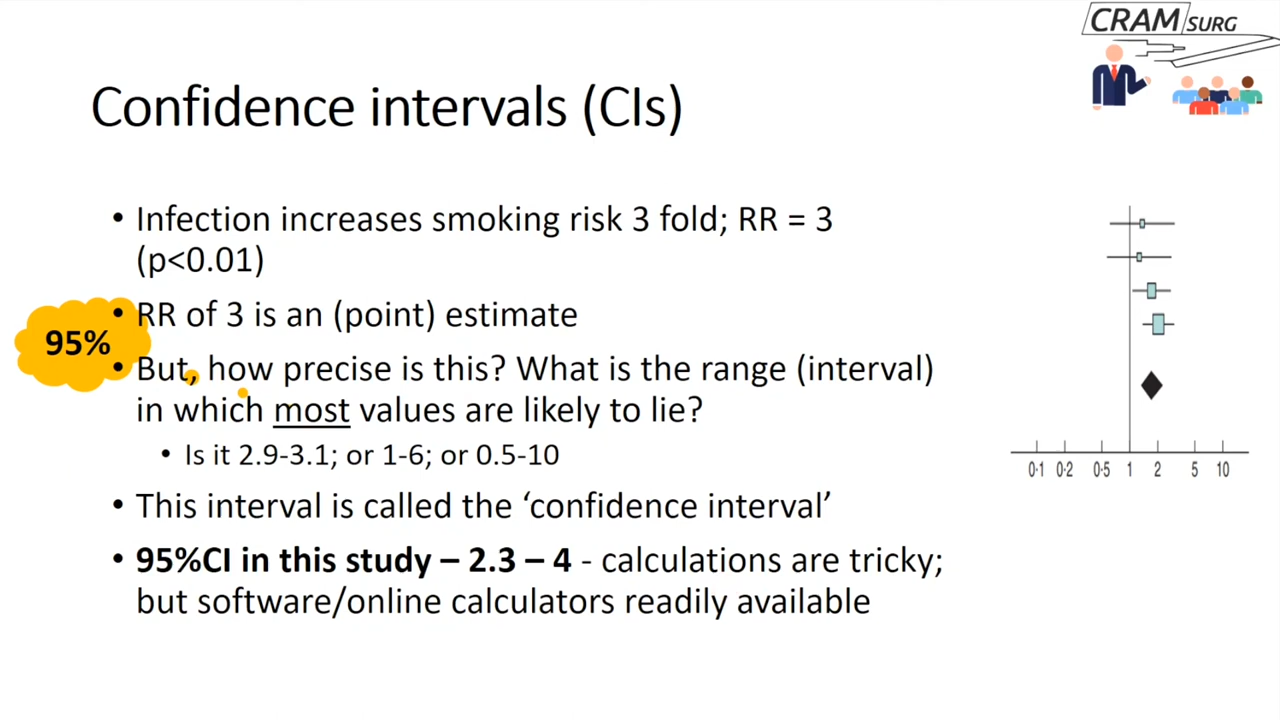 CRAM SURG
Confidence intervals (CIs)
• Infection increases smoking risk 3 fold; RR = 3
(p<0.01)
• RR of 3 is an (point) estimate
95%
• But, how precise is this? What is the range (interval)
in which most values are likely to lie?
• Is it 2.9-3.1; or 1-6; or 0.5-10
• This interval is called the ‘confidence interval’
• 95%CI in this study – 2.3 – 4 - calculations are tricky;
but software/online calculators readily available
0·1 0·2 0·5 1 2 5 10